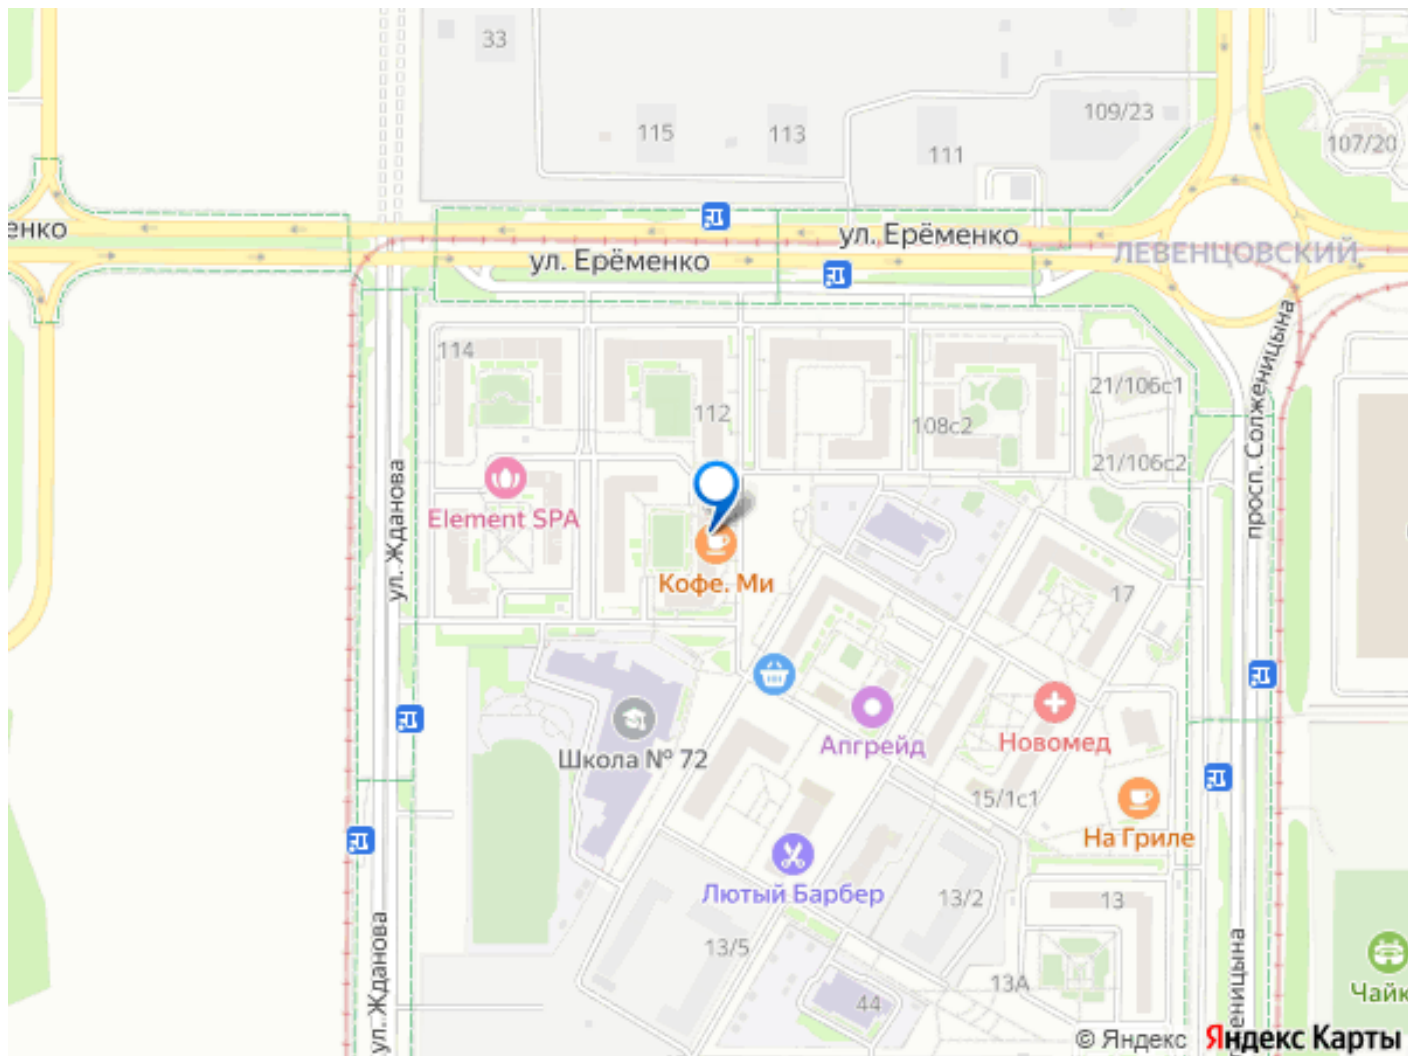 33
109/23
115
113
111
107/20
енко
ул. Ерёменко
ЛЕВЕНЦОВСКИЙ
ул. Ерёменко
114
112
21/106с1
108с2
просп. Солженицына
21/106с2
ул. Жданова
Element SPA
Кофе. Ми
17
Апгрейд
Новомед
Школа № 72
15/1с1
На Гриле
Лютый Барбер
13/2
13
13/5
ул. Жданова
13А
44
еницына
Чайк
© Яндекс Яндекс Карты